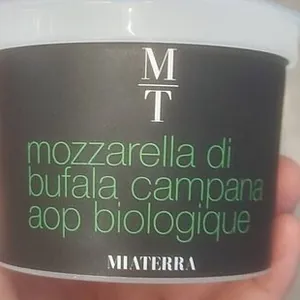 M
T
mozzarella di
bufala campana
aop biologique
MIATERRA